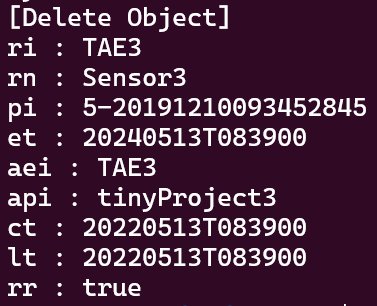 [Delete Object]
ri : TAE3
rn : Sensor3
pi : 5-20191210093452845
et : 20240513T083900
aei : TAE3
api : tinyProject3
ct : 20220513T083900
lt : 20220513T083900
rr : true